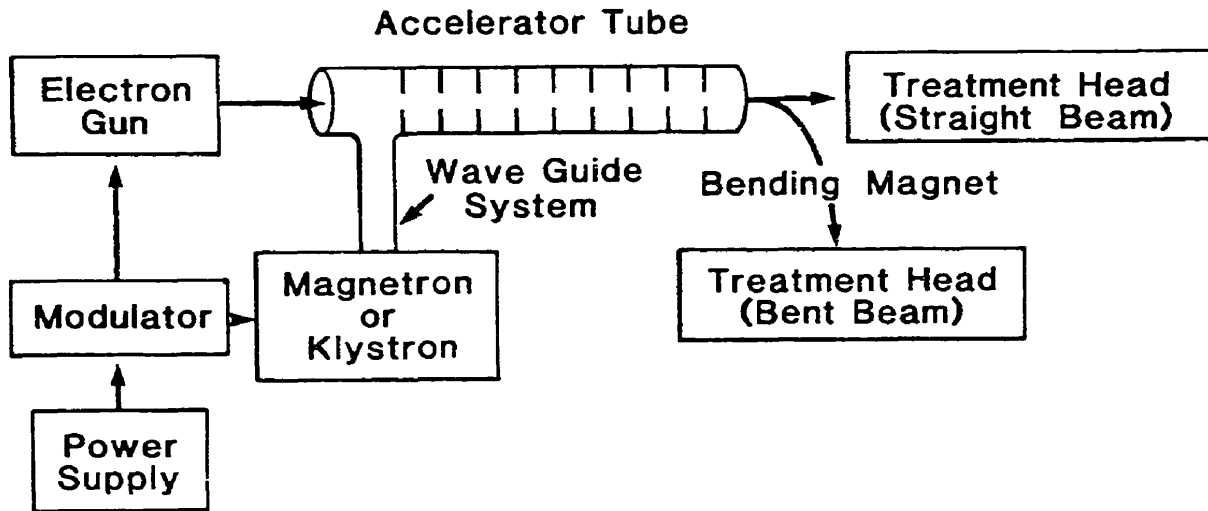 Accelerator Tube
Electron
Gun
Treatment Head
(Straight Beam)
Wave Guide
System
Bending Magnet
Magnetron
or
Klystron
Treatment Head
(Bent Beam)
Modulator
Power
Supply